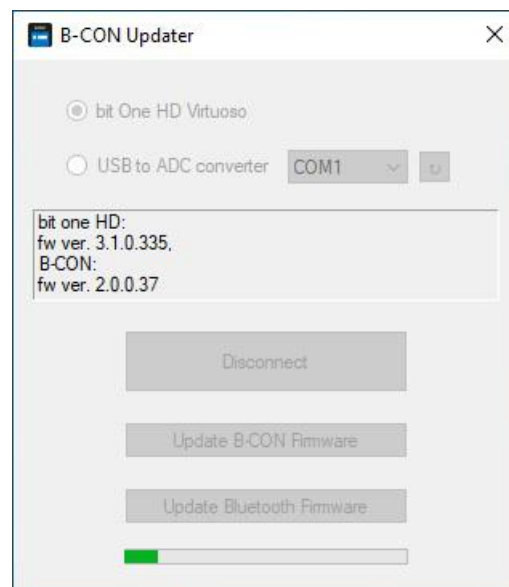 B-CON Updater
bit One HD Virtuoso
USB to ADC converter COM1
bit one HD:
fw ver. 3.1.0.335,
B-CON:
fw ver. 2.0.0.37
Disconnect
Update B-CON Firmware
Update Bluetooth Firmware